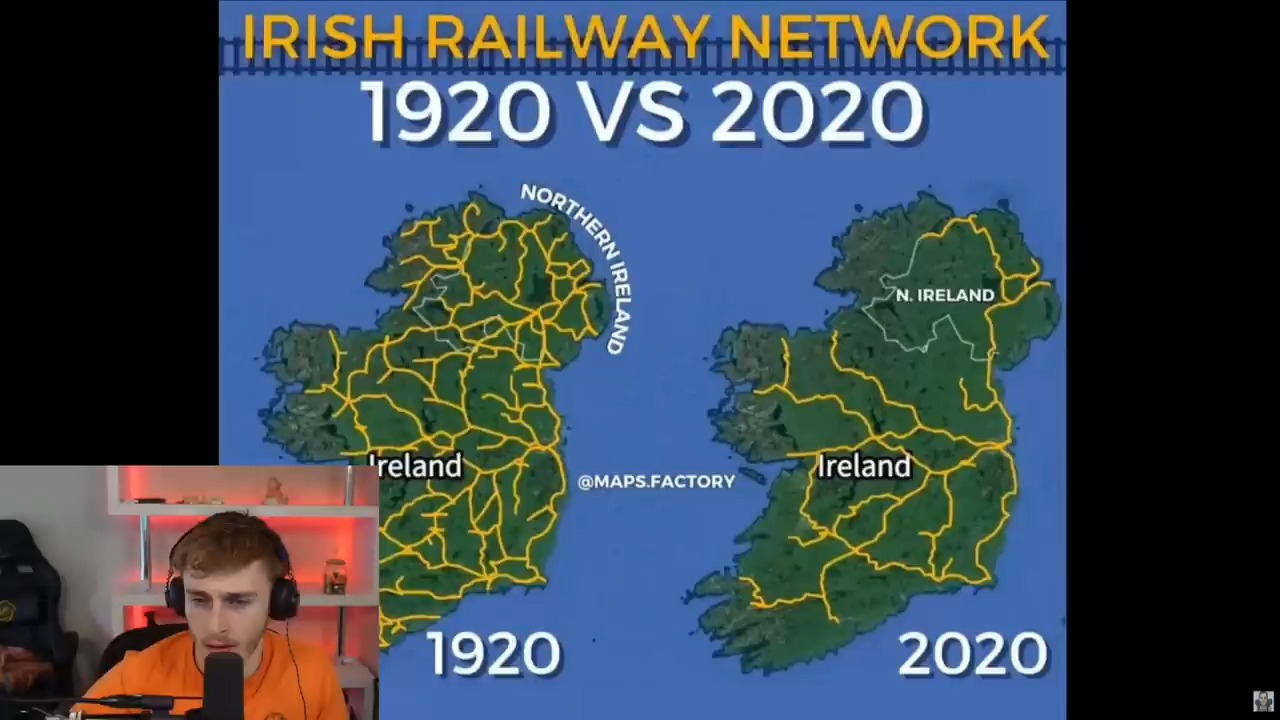 IRISH RAILWAY NETWORK
1920 VS 2020
NORTHERN IRELAND
N. IRELAND
Ireland
Ireland
@MAPS.FACTORY
1920
2020